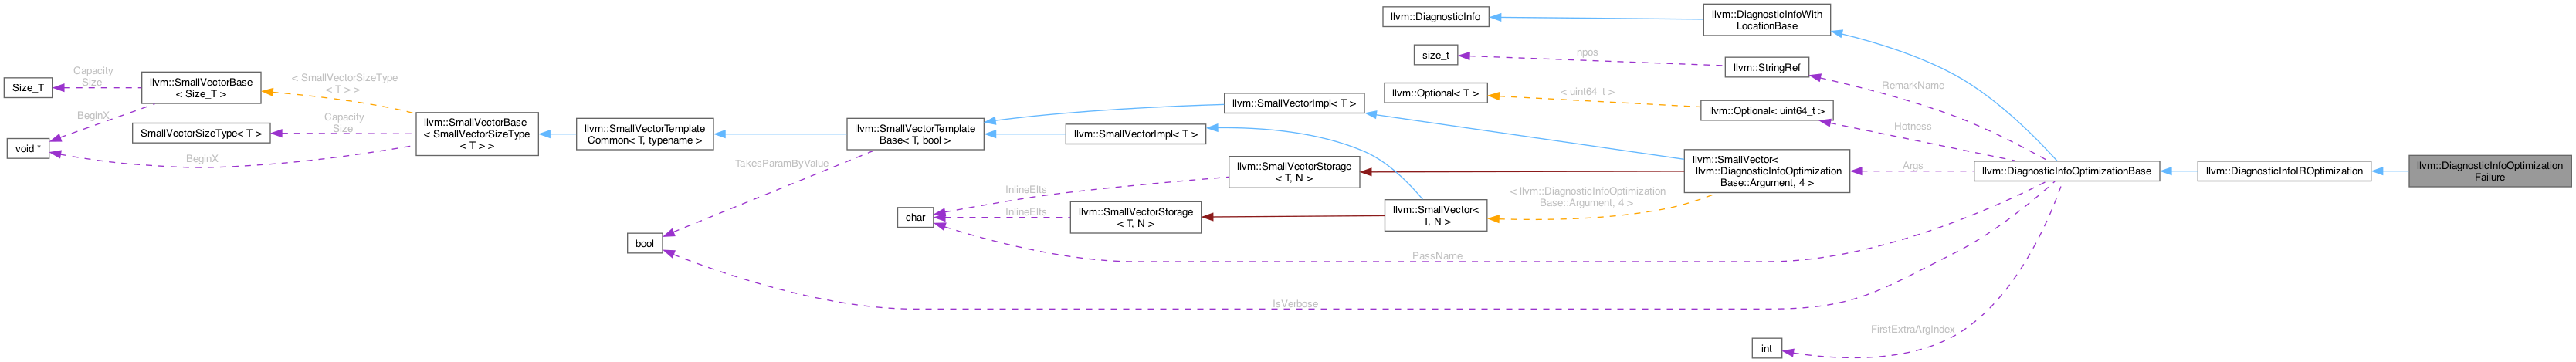 Size_T
Capacity
Size
BeginX
llvm::SmallVectorBase
< Size_T >
SmallVectorSizeType< T >
void *
< SmallVectorSizeType
< T > >
Capacity
Size
BeginX
llvm::SmallVectorBase
< SmallVectorSizeType
< T > >
llvm::SmallVectorTemplate
Common< T, typename >
TakesParamByValue
bool
llvm::SmallVectorTemplate
Base< T, bool >
char
InlineElts
InlineElts
llvm::SmallVectorImpl< T >
llvm::SmallVectorImpl< T >
llvm::SmallVectorStorage
< T, N >
llvm::SmallVectorStorage
< T, N >
llvm::DiagnosticInfo
size_t
llvm::Optional< T >
llvm::SmallVector<
T, N >
npos
< uint64_t >
< llvm::DiagnosticInfoOptimization
Base::Argument, 4 >
PassName
IsVerbose
llvm::DiagnosticInfoWith
LocationBase
llvm::StringRef
llvm::Optional< uint64_t >
llvm::SmallVector<
llvm::DiagnosticInfoOptimization
Base::Argument, 4 >
int
RemarkName
Hotness
Args
FirstExtraArgIndex
llvm::DiagnosticInfoOptimizationBase
llvm::DiagnosticInfoIROptimization
llvm::DiagnosticInfoOptimization
Failure